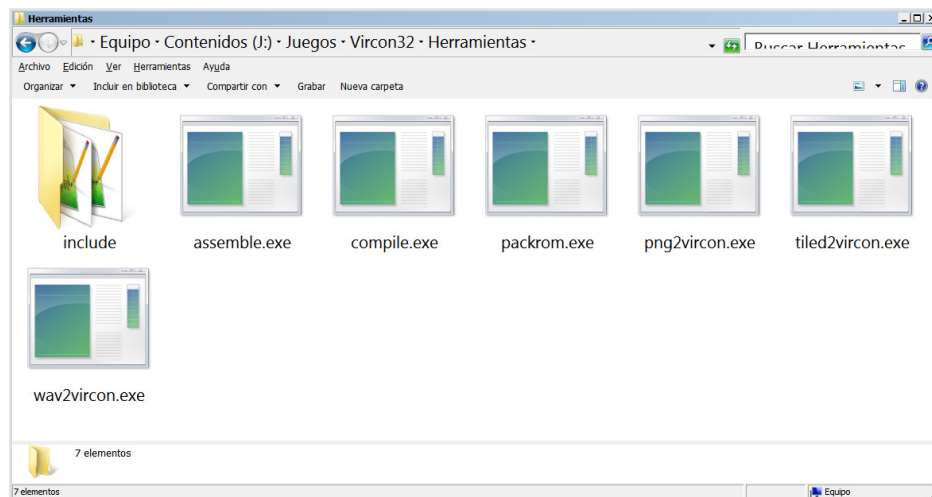 Herramientas
Equipo Contenidos (J:) Juegos Vircon32 Herramientas
Buscar Herramientas
Archivo Edición Ver Herramientas Ayuda
Organizar Incluir en biblioteca Compartir con Grabar Nueva carpeta
include assemble.exe compile.exe packrom.exe png2vircon.exe tiled2vircon.exe
wav2vircon.exe
7 elementos
7 elementos Equipo